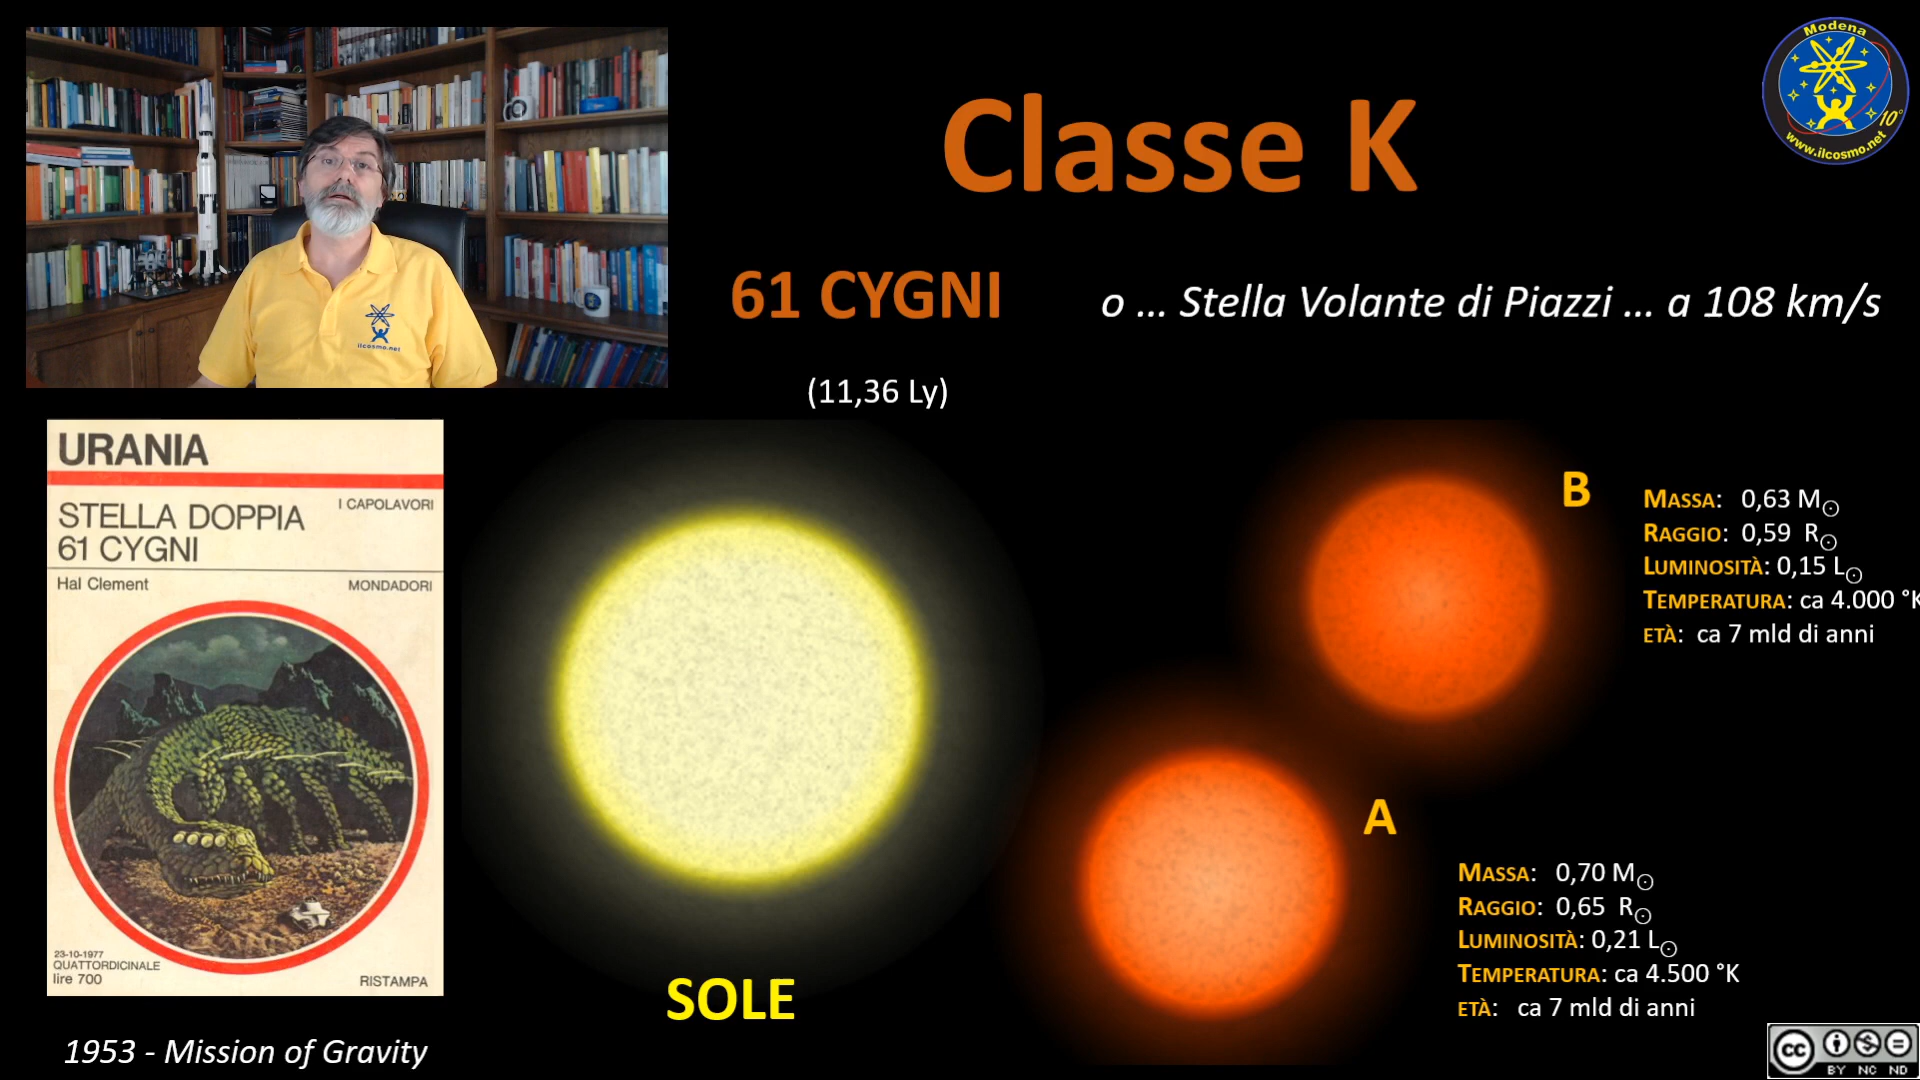 Classe K
Modena
10°
www.ilcosmo.net
61 CYGNI
o ... Stella Volante di Piazzi ... a 108 km/s
(11,36 Ly)
ilcosmo.net
URANIA
I CAPOLAVORI
STELLA DOPPIA
61 CYGNI
Hal Clement
MONDADORI
23-10-1977
QUATTORDICINALE
lire 700
RISTAMPA
1953 - Mission of Gravity
SOLE
B
MASSA: 0,63 M☉
RAGGIO: 0,59 R☉
LUMINOSITÀ: 0,15 L☉
TEMPERATURA: ca 4.000 °K
ETÀ: ca 7 mld di anni
A
MASSA: 0,70 M☉
RAGGIO: 0,65 R☉
LUMINOSITÀ: 0,21 L☉
TEMPERATURA: ca 4.500 °K
ETÀ: ca 7 mld di anni
cc
BY NC ND